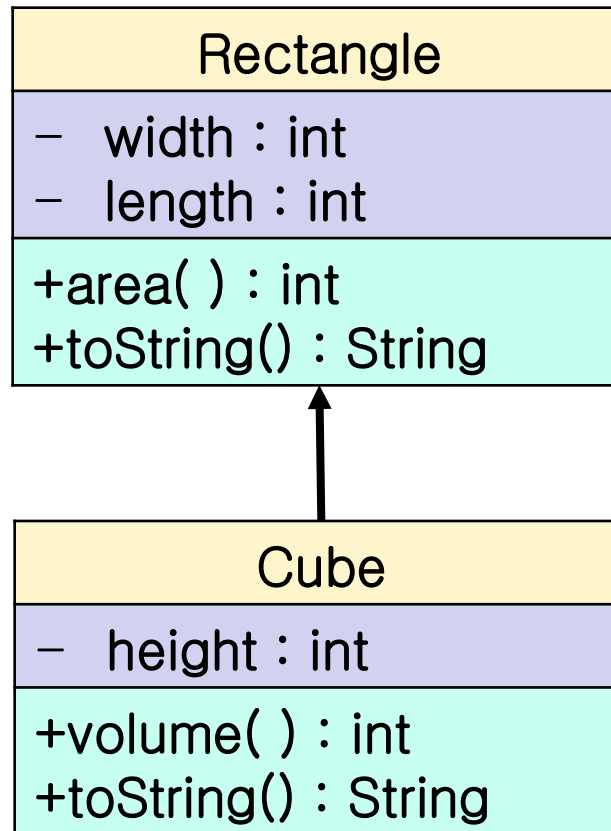 Rectangle
- width : int
- length : int
+area( ) : int
+toString() : String
Cube
- height : int
+volume( ) : int
+toString() : String